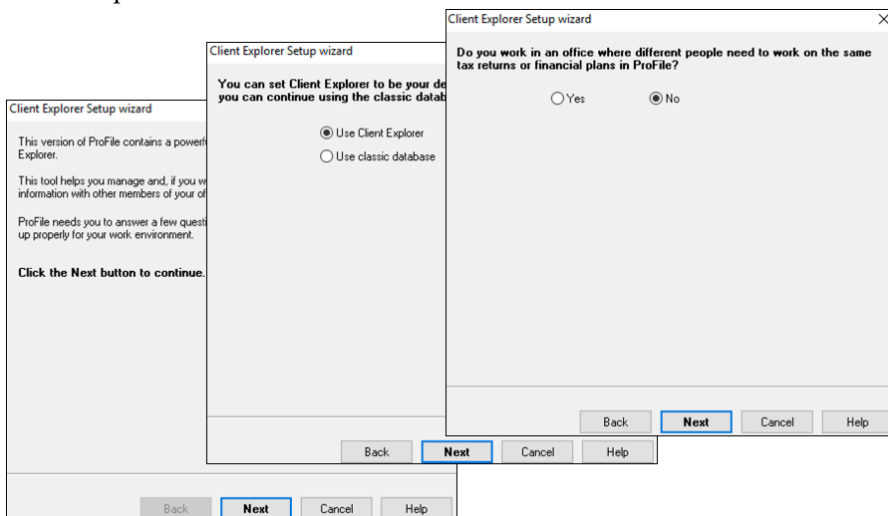 Client Explorer Setup wizard
This version of ProFile contains a
Explorer.
This tool helps you manage and, if you
information with other members of your
ProFile needs you to answer a few
up properly for your work environment.
Click the Next button to continue.
Back Next Cancel Help
Client Explorer Setup wizard
You can set Client Explorer to be your
you can continue using the classic
Use Client Explorer
Use classic database
Back Next Cancel Help
Client Explorer Setup wizard
Do you work in an office where different people need to work on the same
tax returns or financial plans in ProFile?
Yes No
Back Next Cancel Help